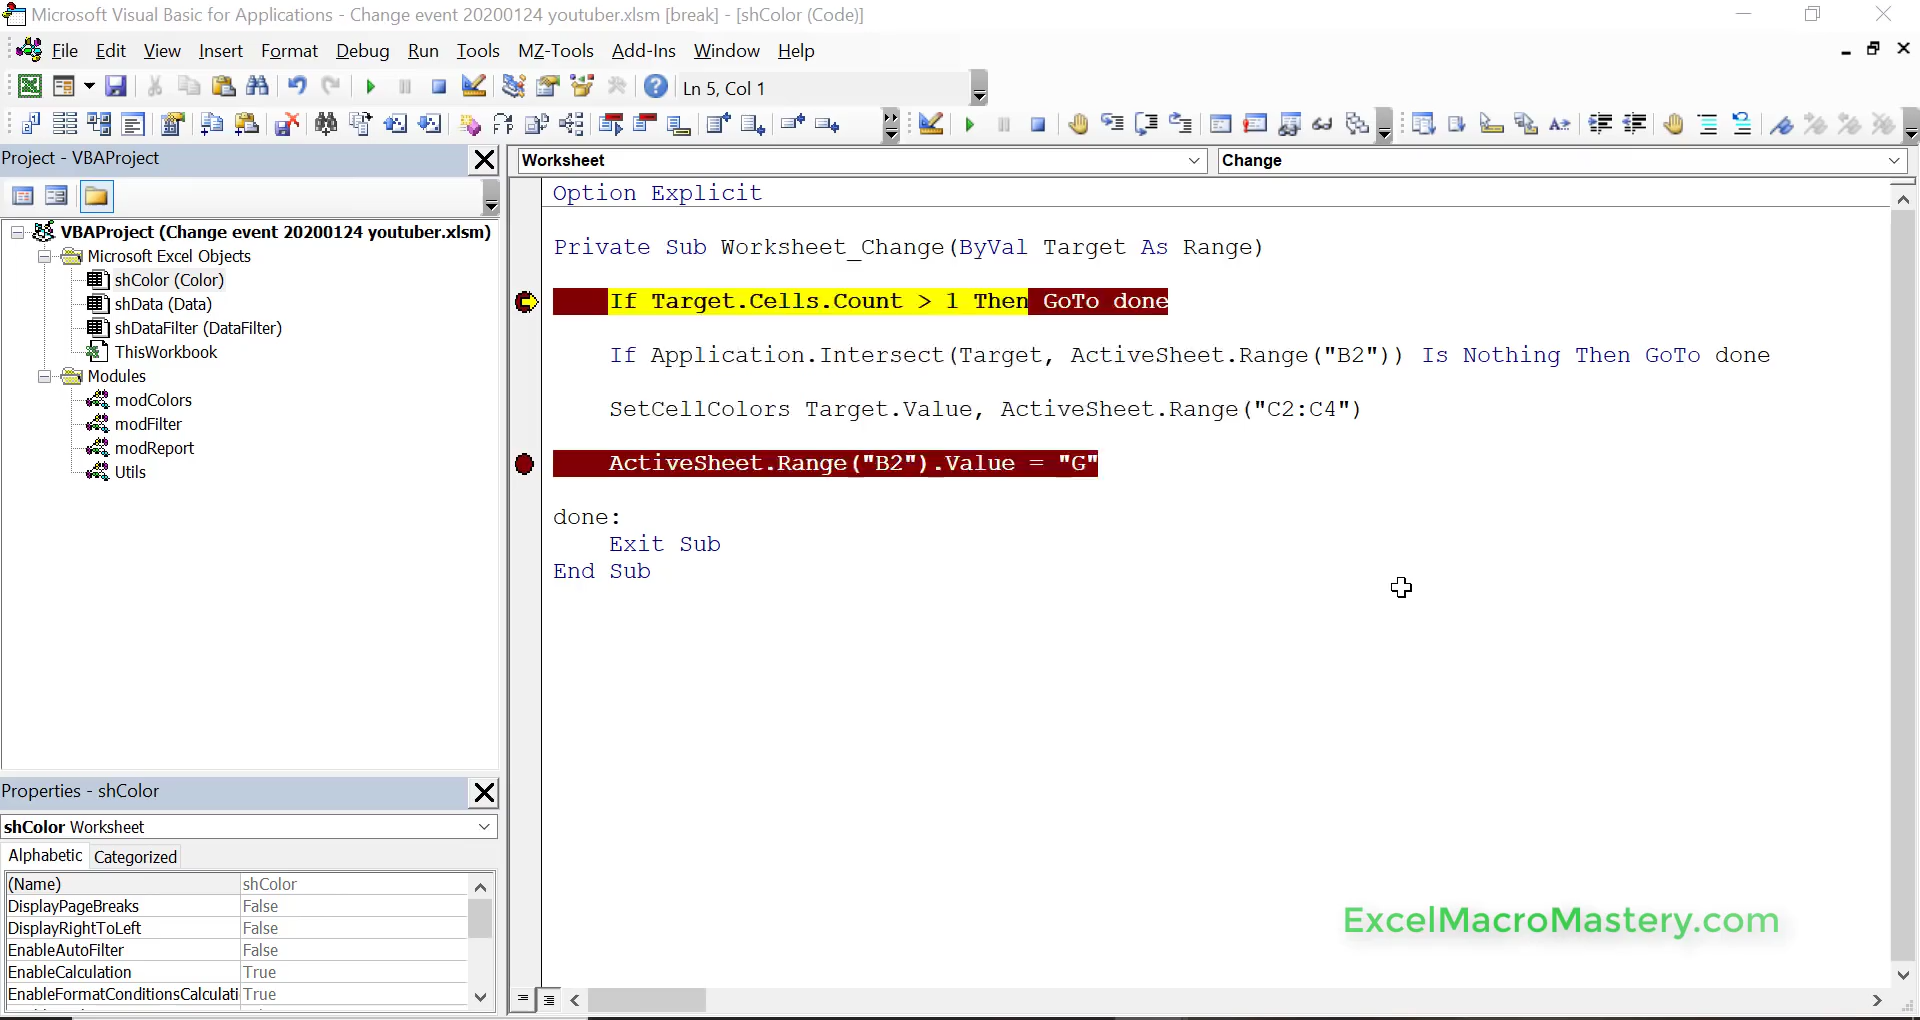 Microsoft Visual Basic for Applications - Change event 20200124 youtuber.xlsm [break] - [shColor (Code)]
File Edit View Insert Format Debug Run Tools MZ-Tools Add-Ins Window Help
Ln 5, Col 1
Project - VBAProject
VBAProject (Change event 20200124 youtuber.xlsm)
Microsoft Excel Objects
shColor (Color)
shData (Data)
shDataFilter (DataFilter)
ThisWorkbook
Modules
modColors
modFilter
modReport
Utils
Properties - shColor
shColor Worksheet
Alphabetic Categorized
(Name) shColor
DisplayPageBreaks False
DisplayRightToLeft False
EnableAutoFilter False
EnableCalculation True
EnableFormatConditionsCalculati True
Worksheet Change
Option Explicit
Private Sub Worksheet_Change(ByVal Target As Range)
If Target.Cells.Count > 1 Then GoTo done
If Application.Intersect(Target, ActiveSheet.Range("B2")) Is Nothing Then GoTo done
SetCellColors Target.Value, ActiveSheet.Range("C2:C4")
ActiveSheet.Range("B2").Value = "G"
done:
Exit Sub
End Sub
ExcelMacroMastery.com